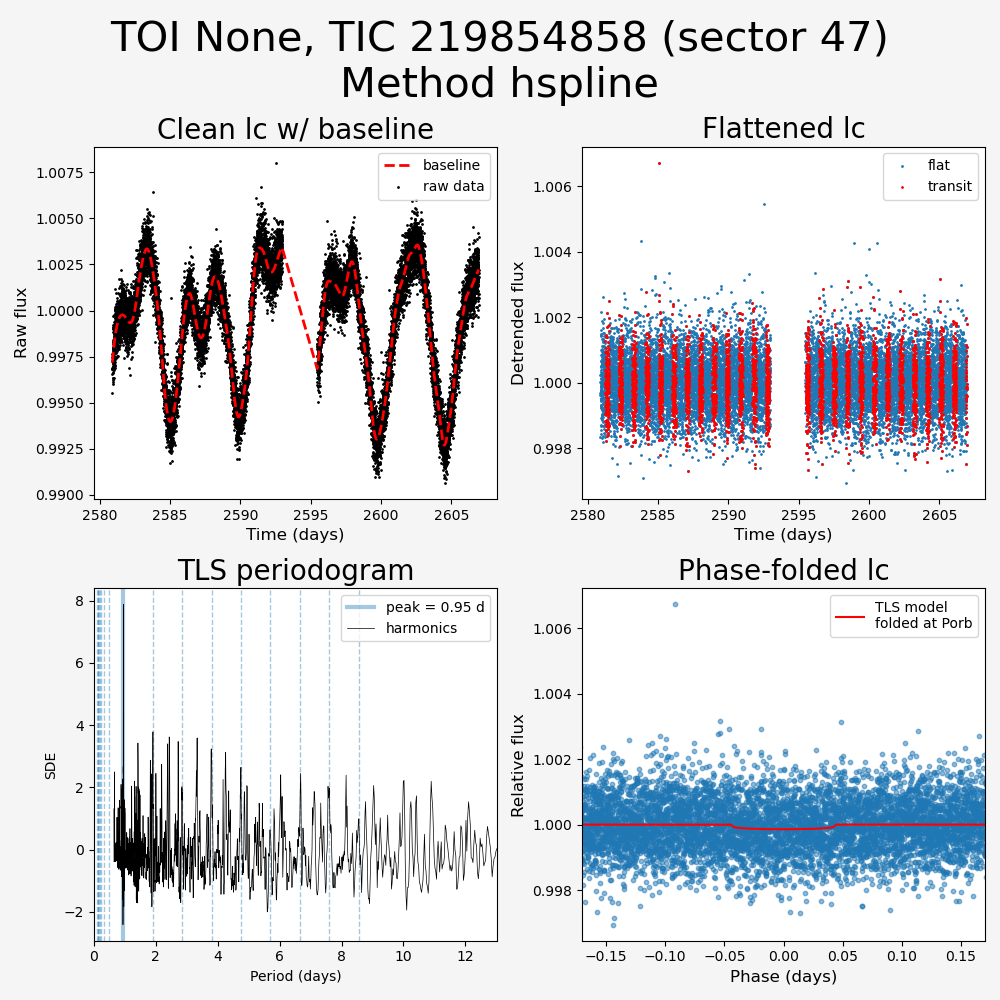 TOI None, TIC 219854858 (sector 47)
Method hspline
Clean lc w/ baseline
Raw flux
1.0075
1.0050
1.0025
1.0000
0.9975
0.9950
0.9925
0.9900
baseline
raw data
2580 2585 2590 2595 2600 2605
Time (days)
Flattened lc
Detrended flux
1.006
1.004
1.002
1.000
0.998
flat
transit
2580 2585 2590 2595 2600 2605
Time (days)
TLS periodogram
SDE
8
6
4
2
0
−2
peak = 0.95 d
harmonics
0 2 4 6 8 10 12
Period (days)
Phase-folded lc
Relative flux
1.006
1.004
1.002
1.000
0.998
TLS model
folded at Porb
−0.15 −0.10 −0.05 0.00 0.05 0.10 0.15
Phase (days)